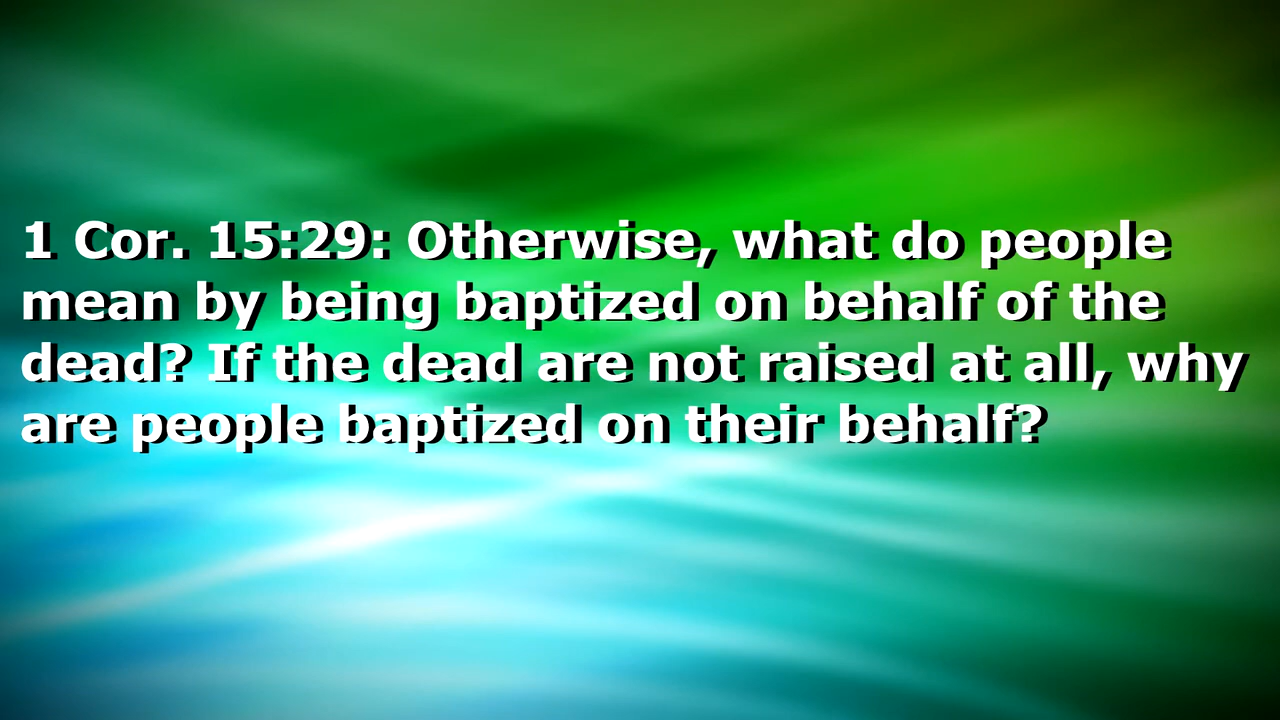 1 Cor. 15:29: Otherwise, what do people
mean by being baptized on behalf of the
dead? If the dead are not raised at all, why
are people baptized on their behalf?